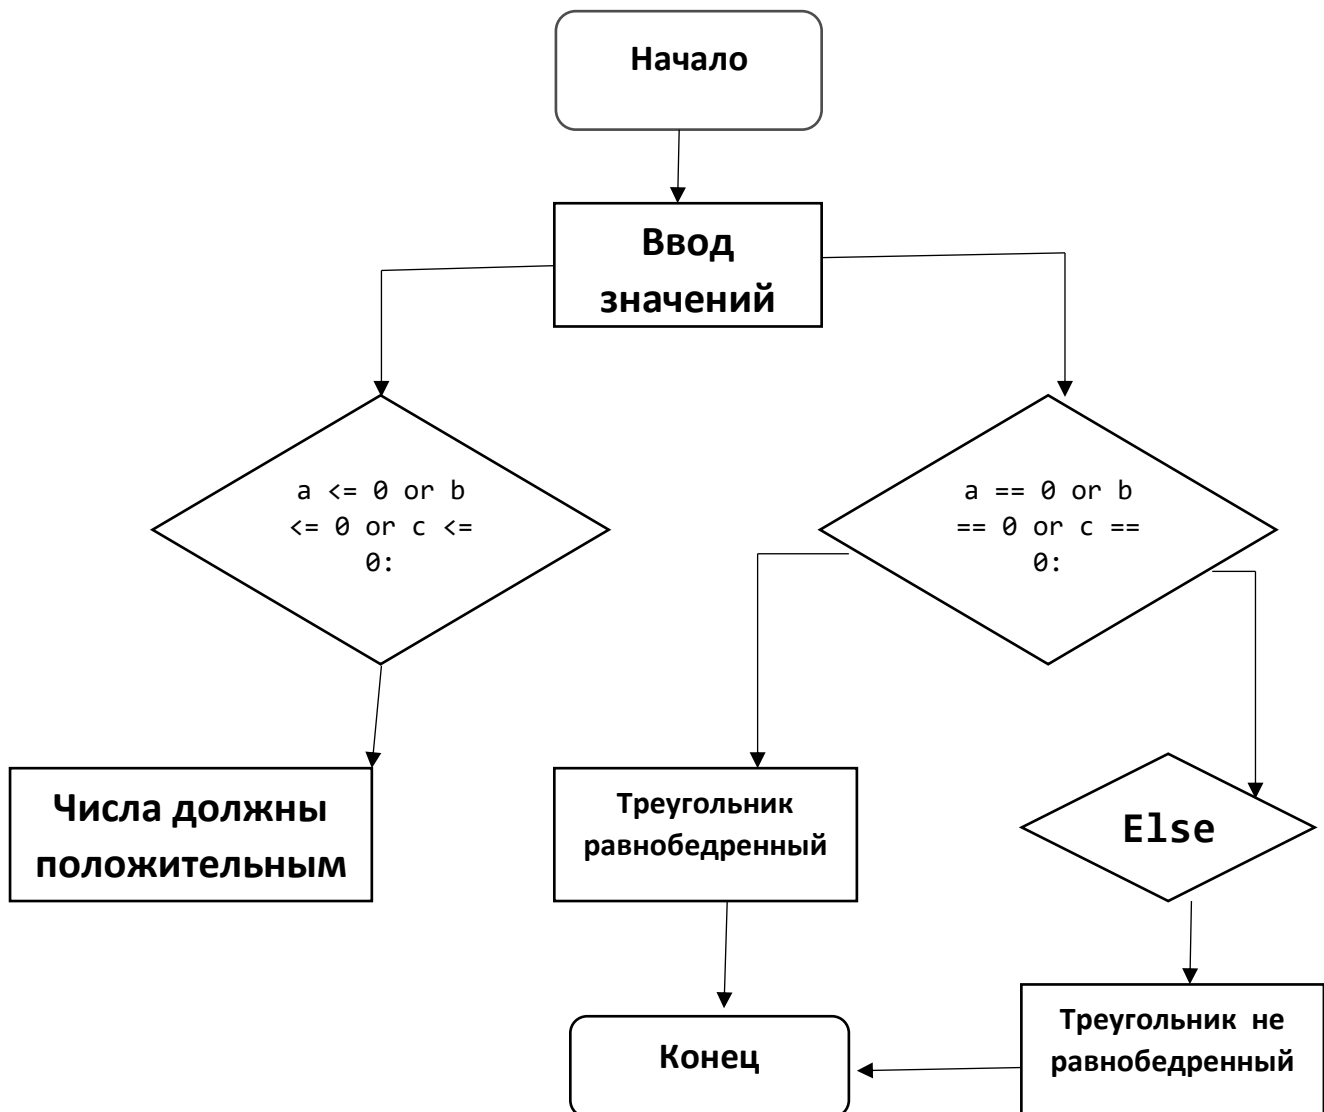 Начало
Ввод
значений
a <= 0 or b
<= 0 or c <=
0:
a == 0 or b
== 0 or c ==
0:
Числа должны
положительным
Треугольник
равнобедренный
Else
Треугольник не
равнобедренный
Конец